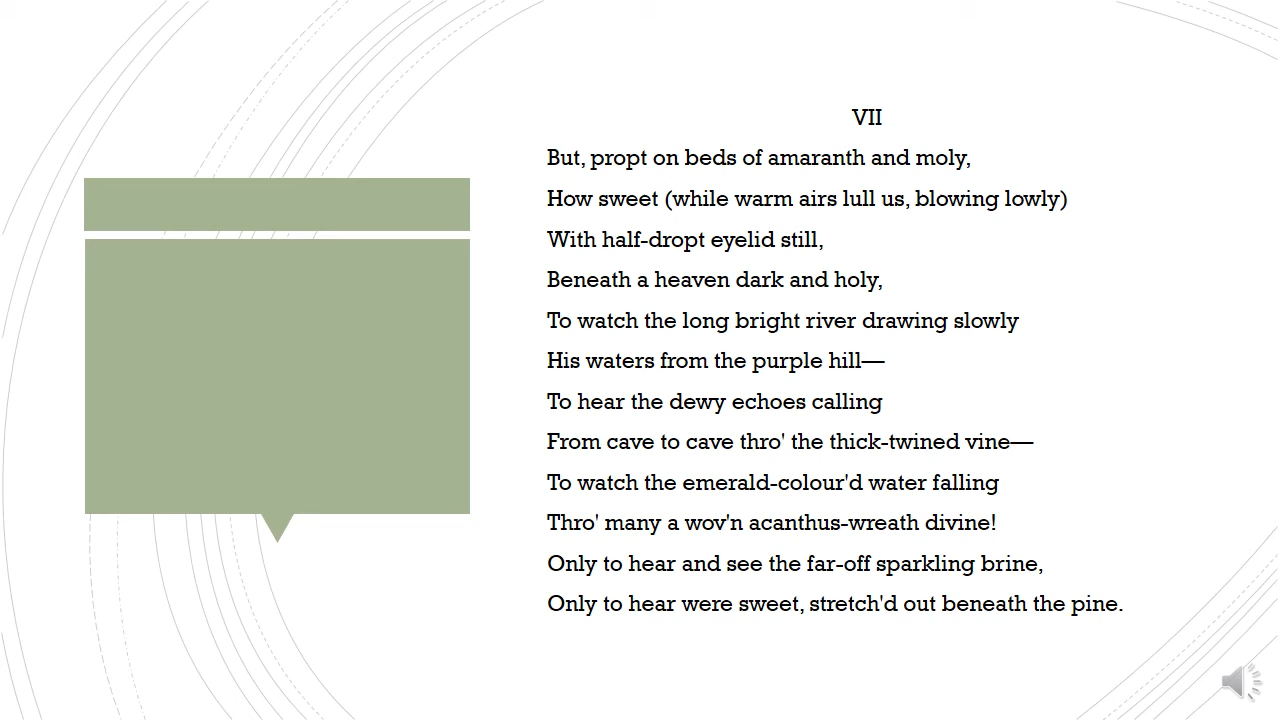 VII
But, propt on beds of amaranth and moly,
How sweet (while warm airs lull us, blowing lowly)
With half-dropt eyelid still,
Beneath a heaven dark and holy,
To watch the long bright river drawing slowly
His waters from the purple hill—
To hear the dewy echoes calling
From cave to cave thro' the thick-twined vine—
To watch the emerald-colour'd water falling
Thro' many a wov'n acanthus-wreath divine!
Only to hear and see the far-off sparkling brine,
Only to hear were sweet, stretch'd out beneath the pine.